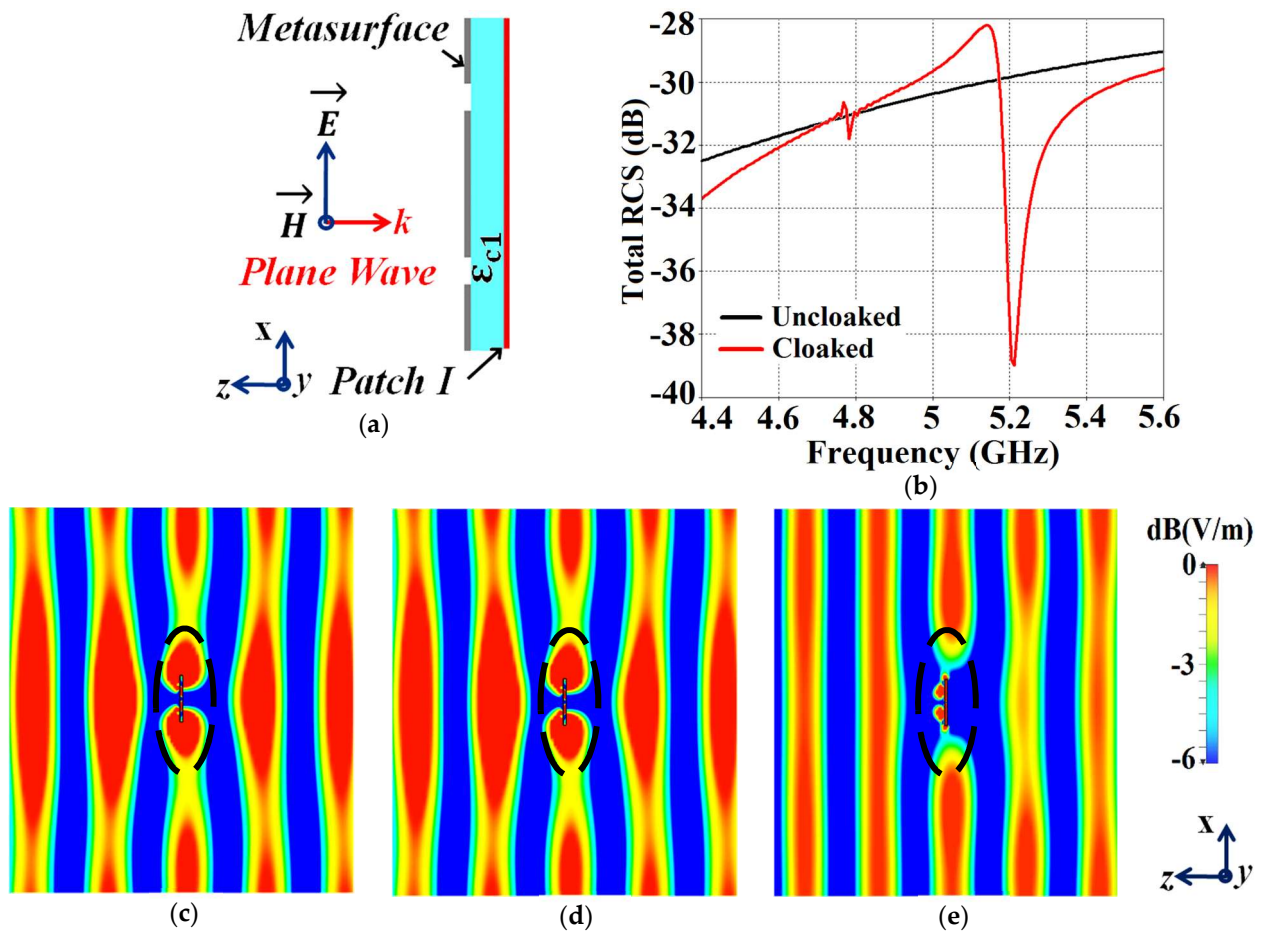 Metasurface
E
H
k
Plane Wave
εc1
x
z
y
Patch I
(a)
Total RCS (dB)
-28
-30
-32
-34
-36
-38
-40
Uncloaked
Cloaked
4.4 4.6 4.8 5 5.2 5.4 5.6
Frequency (GHz)
(b)
dB(V/m)
0
-3
-6
x
z
y
(c) (d) (e)